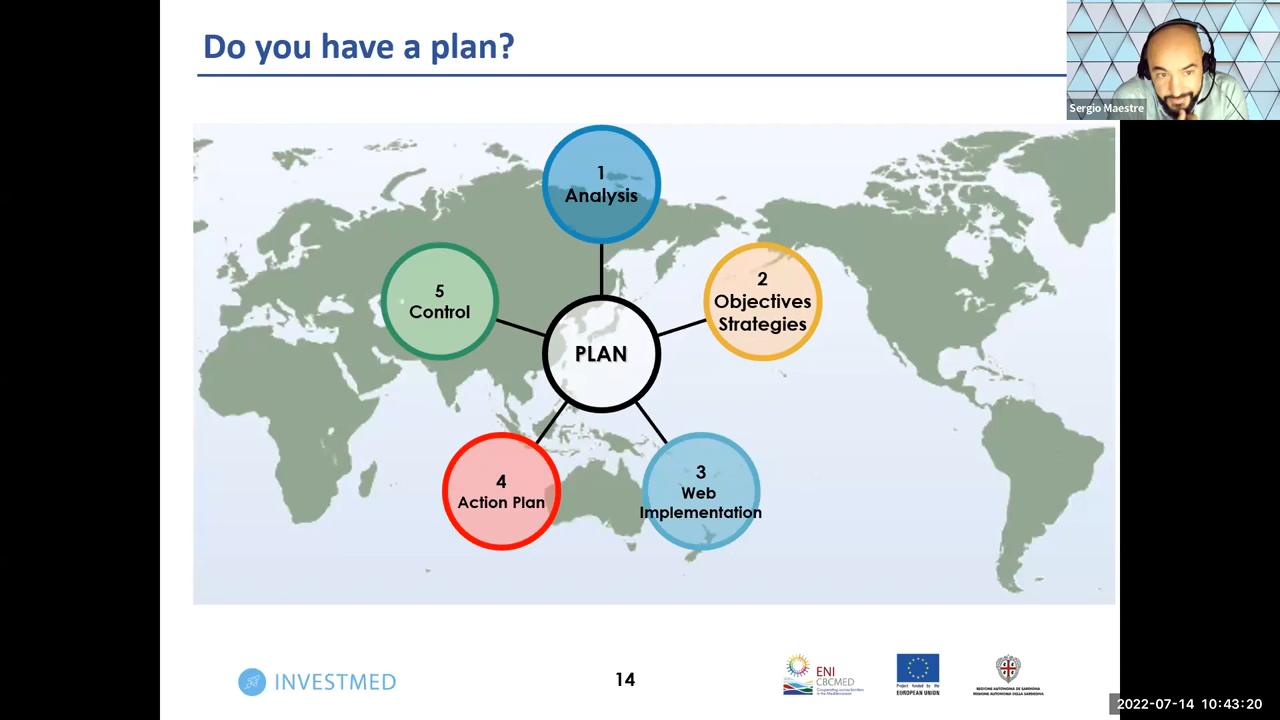 Do you have a plan?
Sergio Maestre
1
Analysis
2
Objectives
Strategies
5
Control
PLAN
4
Action Plan
3
Web
Implementation
INVESTMED
14
ENI
CBCMED
Cooperating across borders
in the Mediterranean
Project funded by the
EUROPEAN UNION
REGIONE AUTONOMA DE SARDIGNA
REGIONE AUTONOMA DELLA SARDEGNA
2022-07-14 10:43:20